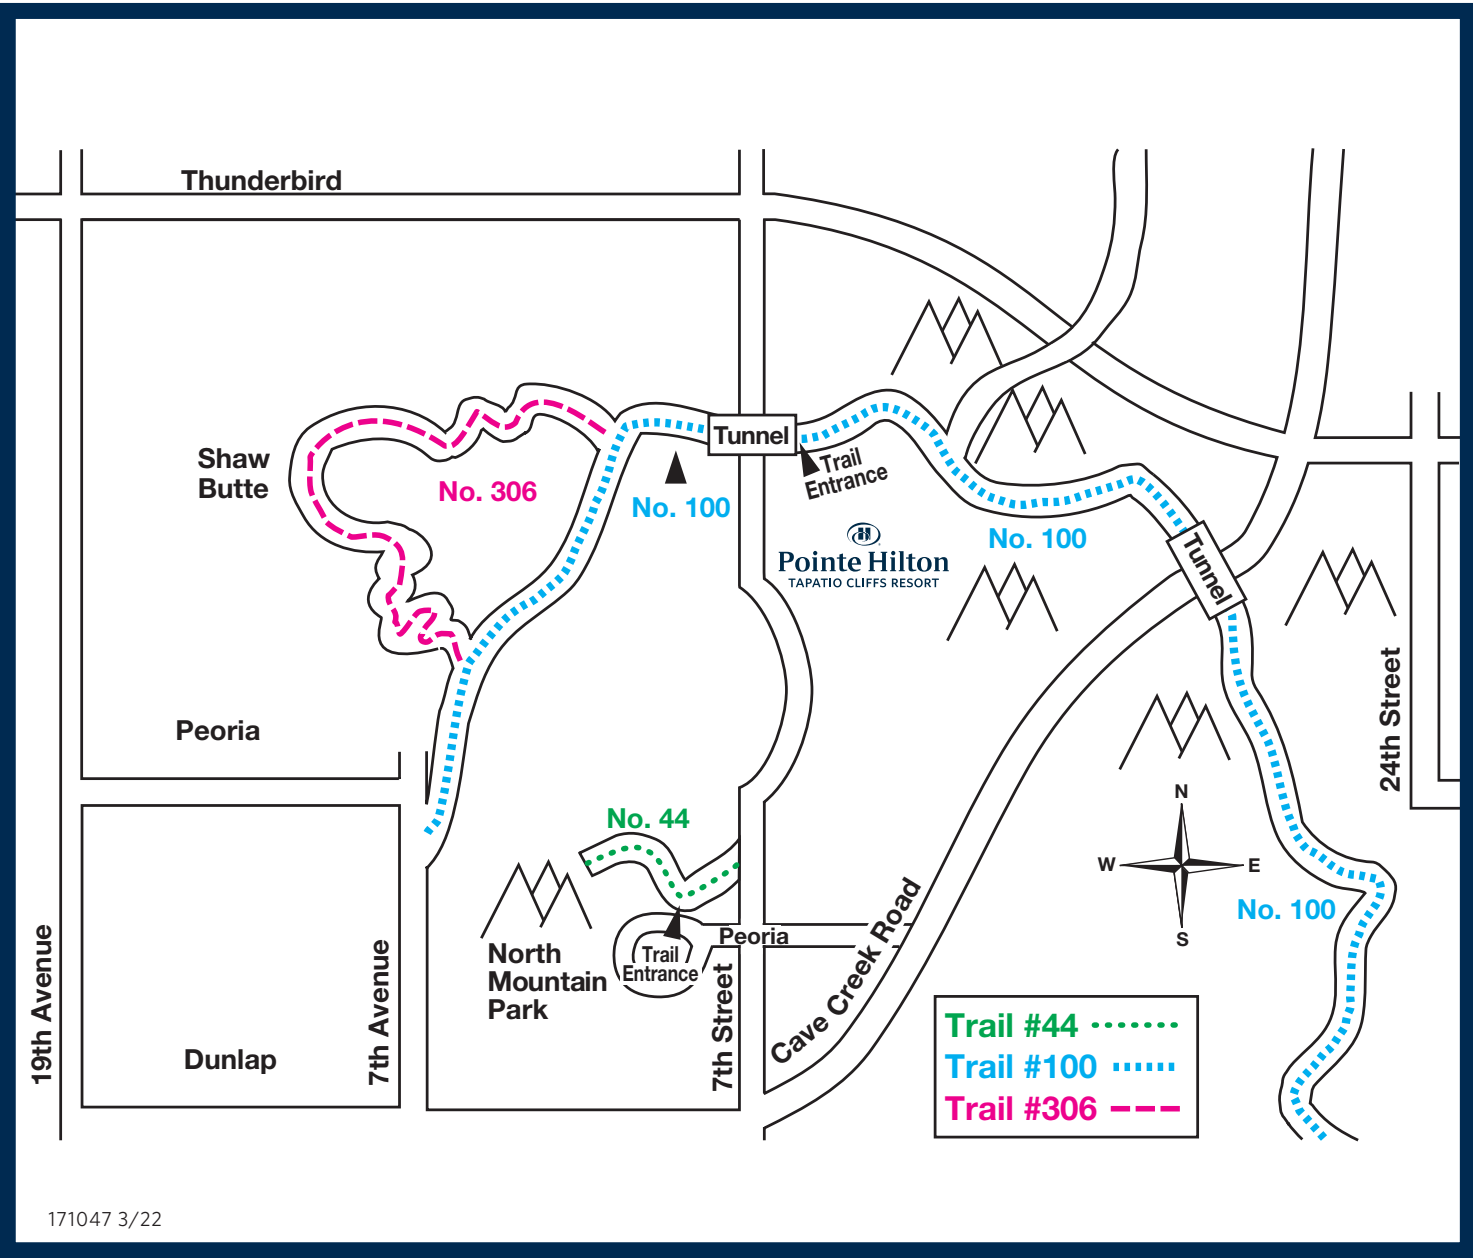 Thunderbird
Shaw
Butte
No. 306
No. 100
Tunnel
Trail
Entrance
Pointe Hilton
TAPATIO CLIFFS RESORT
No. 100
Tunnel
24th Street
Peoria
No. 44
N
W
E
S
No. 100
North
Mountain
Park
Trail
Entrance
Peoria
Cave Creek Road
19th Avenue
Dunlap
7th Avenue
7th Street
Trail #44
Trail #100
Trail #306
171047 3/22